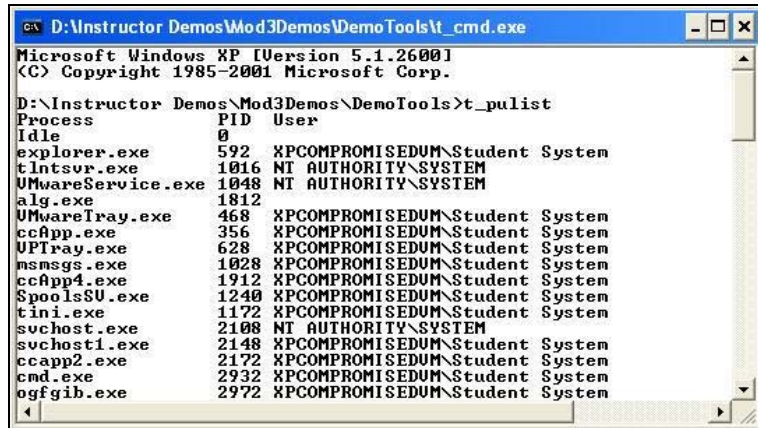 D:\Instructor Demos\Mod3Demos\DemoTools\t_cmd.exe
Microsoft Windows XP [Version 5.1.2600]
(C) Copyright 1985-2001 Microsoft Corp.
D:\Instructor Demos\Mod3Demos\DemoTools>t_pulist
Process PID User
Idle 0
explorer.exe 592 XPCOMPROMISEDVM\Student System
tlntsvr.exe 1016 NT AUTHORITY\SYSTEM
VMwareService.exe 1048 NT AUTHORITY\SYSTEM
alg.exe 1812
VMwareTray.exe 468 XPCOMPROMISEDVM\Student System
ccApp.exe 356 XPCOMPROMISEDVM\Student System
VPTray.exe 628 XPCOMPROMISEDVM\Student System
msmsgs.exe 1028 XPCOMPROMISEDVM\Student System
ccApp4.exe 1912 XPCOMPROMISEDVM\Student System
SpoolsSV.exe 1240 XPCOMPROMISEDVM\Student System
tini.exe 1172 XPCOMPROMISEDVM\Student System
svchost.exe 2108 NT AUTHORITY\SYSTEM
svchost1.exe 2148 XPCOMPROMISEDVM\Student System
ccapp2.exe 2172 XPCOMPROMISEDVM\Student System
cmd.exe 2932 XPCOMPROMISEDVM\Student System
ogfgib.exe 2972 XPCOMPROMISEDVM\Student System